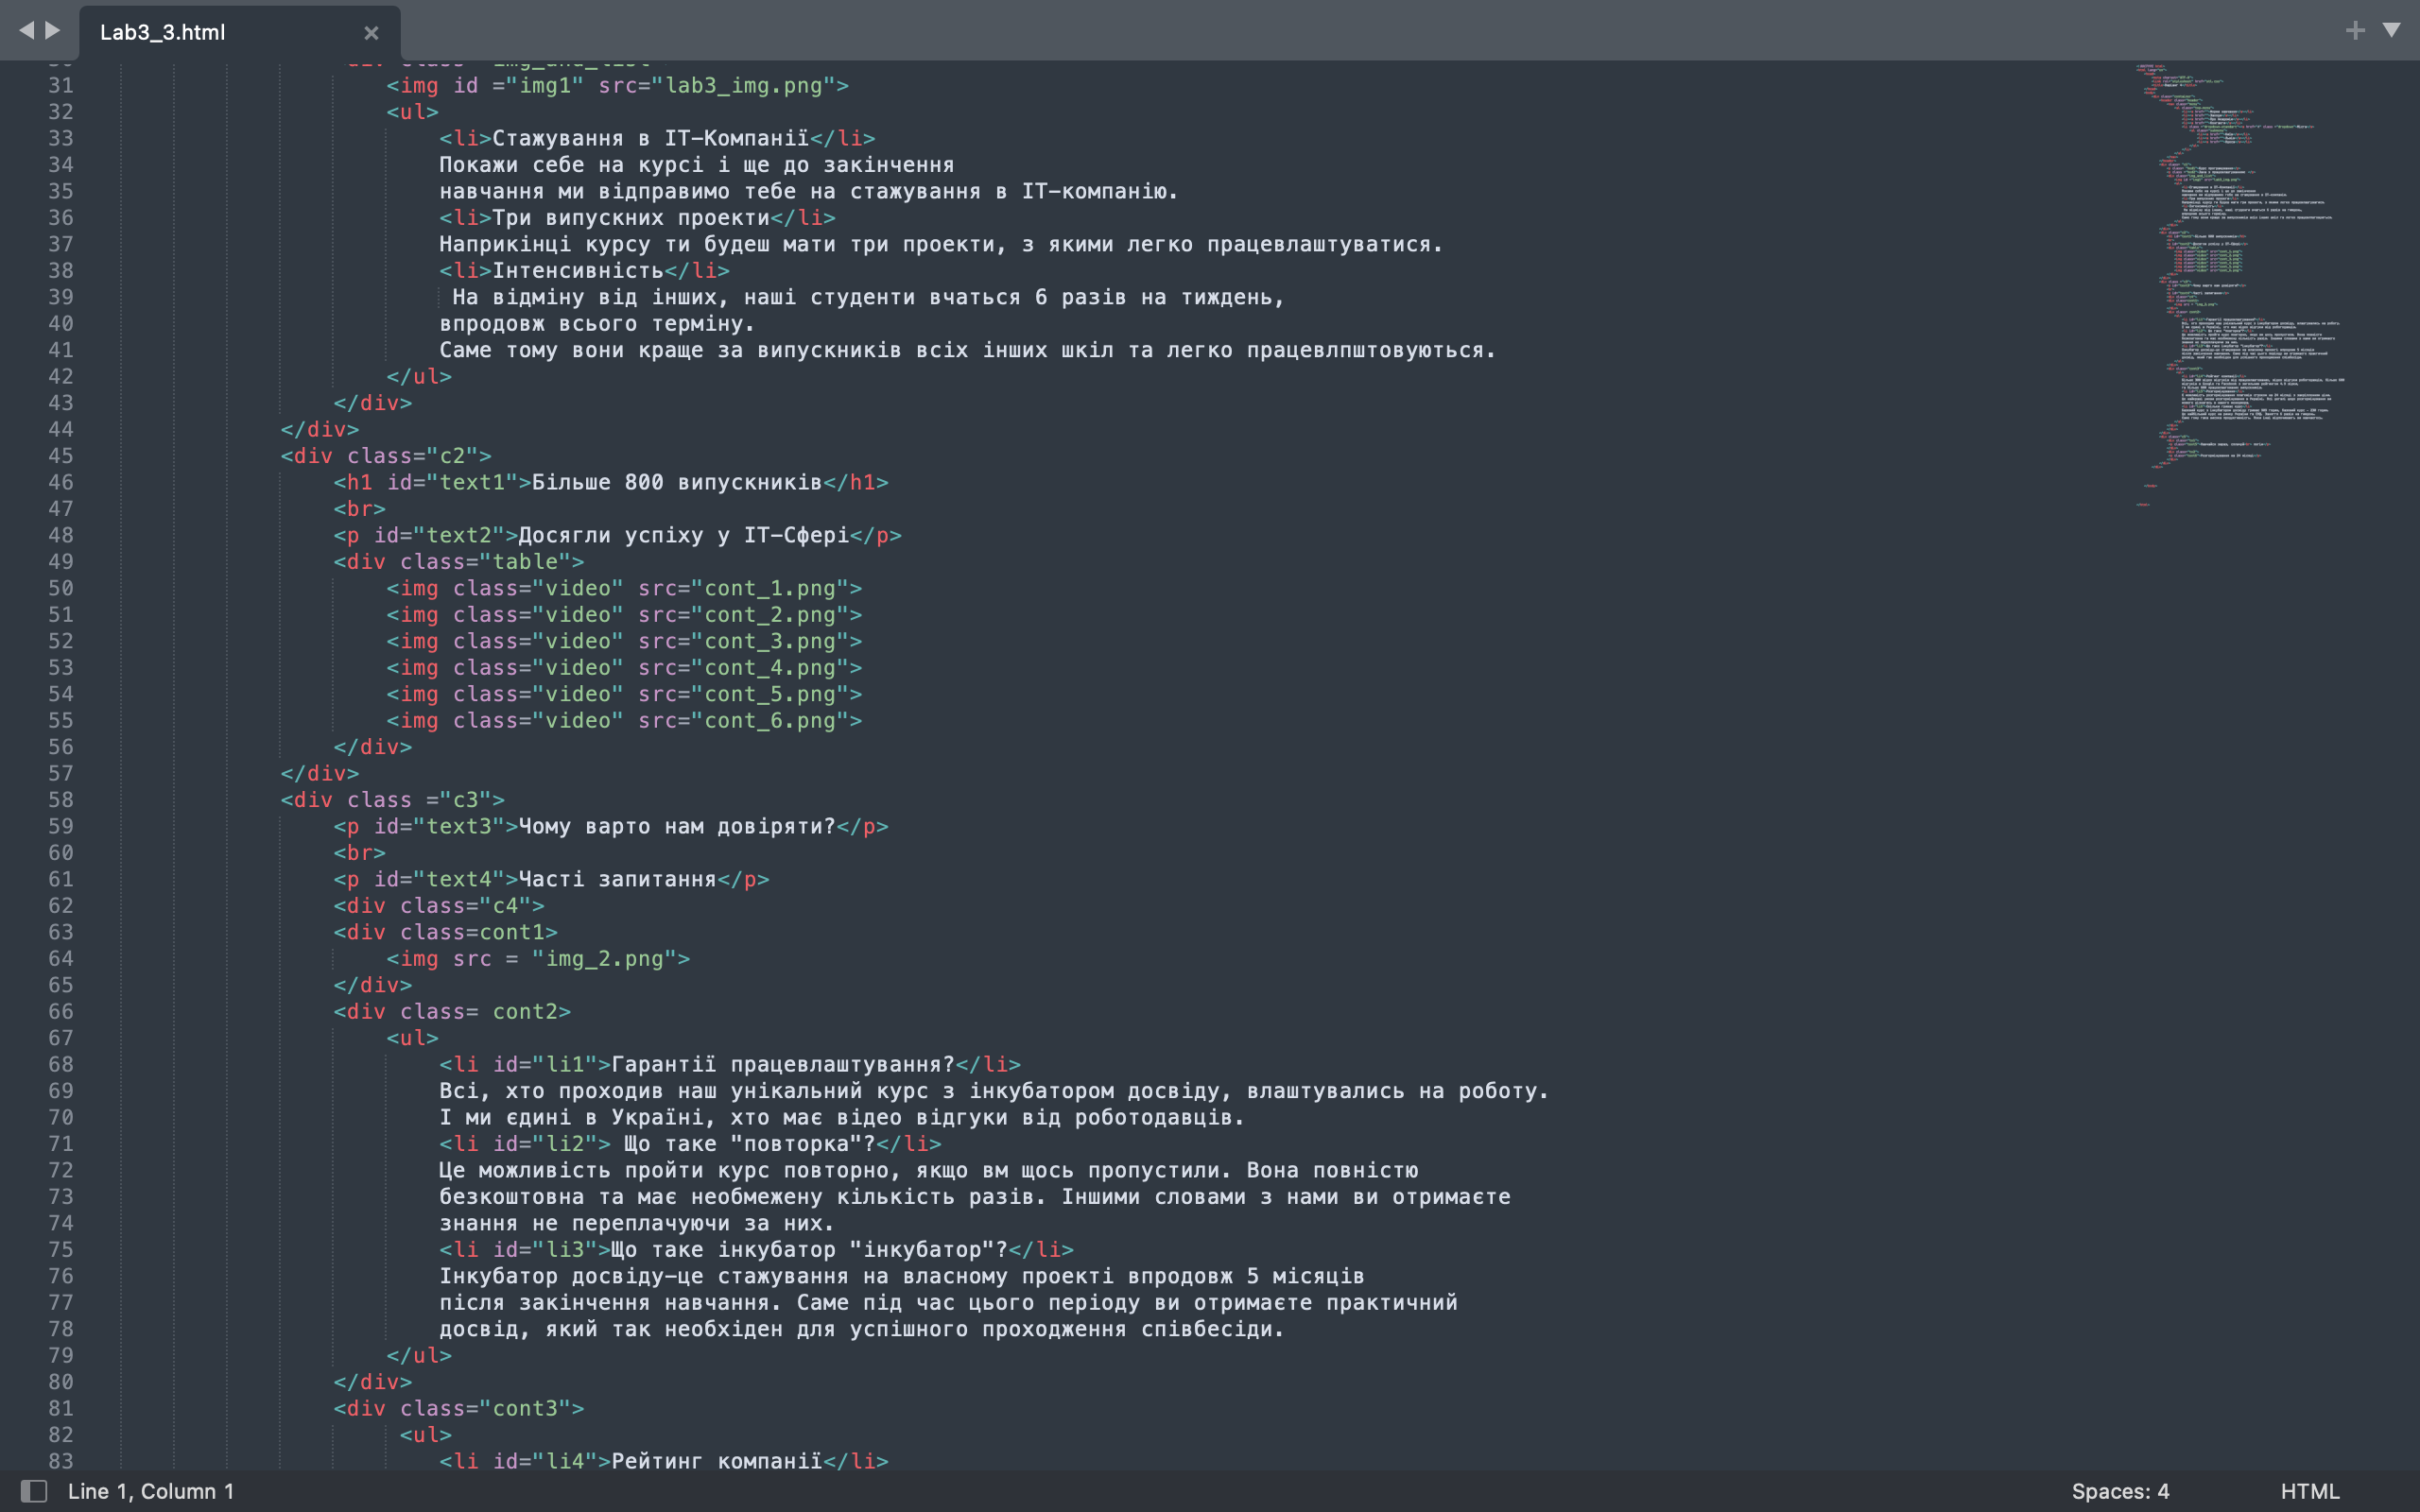 Lab3_3.html
31 <img id ="img1" src="lab3_img.png">
32 <ul>
33 <li>Стажування в ІТ-Компанії</li>
34 Покажи себе на курсі і ще до закінчення
35 навчання ми відправимо тебе на стажування в ІТ-компанію.
36 <li>Три випускних проекти</li>
37 Наприкінці курсу ти будеш мати три проекти, з якими легко працевлаштуватися.
38 <li>Інтенсивність</li>
39 На відміну від інших, наші студенти вчаться 6 разів на тиждень,
40 впродовж всього терміну.
41 Саме тому вони краще за випускників всіх інших шкіл та легко працевлпштовуються.
42 </ul>
43 </div>
44 </div>
45 <div class="c2">
46 <h1 id="text1">Більше 800 випускників</h1>
47 <br>
48 <p id="text2">Досягли успіху у ІТ-Сфері</p>
49 <div class="table">
50 <img class="video" src="cont_1.png">
51 <img class="video" src="cont_2.png">
52 <img class="video" src="cont_3.png">
53 <img class="video" src="cont_4.png">
54 <img class="video" src="cont_5.png">
55 <img class="video" src="cont_6.png">
56 </div>
57 </div>
58 <div class ="c3">
59 <p id="text3">Чому варто нам довіряти?</p>
60 <br>
61 <p id="text4">Часті запитання</p>
62 <div class="c4">
63 <div class=cont1>
64 <img src = "img_2.png">
65 </div>
66 <div class= cont2>
67 <ul>
68 <li id="li1">Гарантії працевлаштування?</li>
69 Всі, хто проходив наш унікальний курс з інкубатором досвіду, влаштувались на роботу.
70 І ми єдині в Україні, хто має відео відгуки від роботодавців.
71 <li id="li2"> Що таке "повторка"?</li>
72 Це можливість пройти курс повторно, якщо вм щось пропустили. Вона повністю
73 безкоштовна та має необмежену кількість разів. Іншими словами з нами ви отримаєте
74 знання не переплачуючи за них.
75 <li id="li3">Що таке інкубатор "інкубатор"?</li>
76 Інкубатор досвіду-це стажування на власному проекті впродовж 5 місяців
77 після закінчення навчання. Саме під час цього періоду ви отримаєте практичний
78 досвід, який так необхіден для успішного проходження співбесіди.
79 </ul>
80 </div>
81 <div class="cont3">
82 <ul>
83 <li id="li4">Рейтинг компанії</li>
Line 1, Column 1
Spaces: 4
HTML